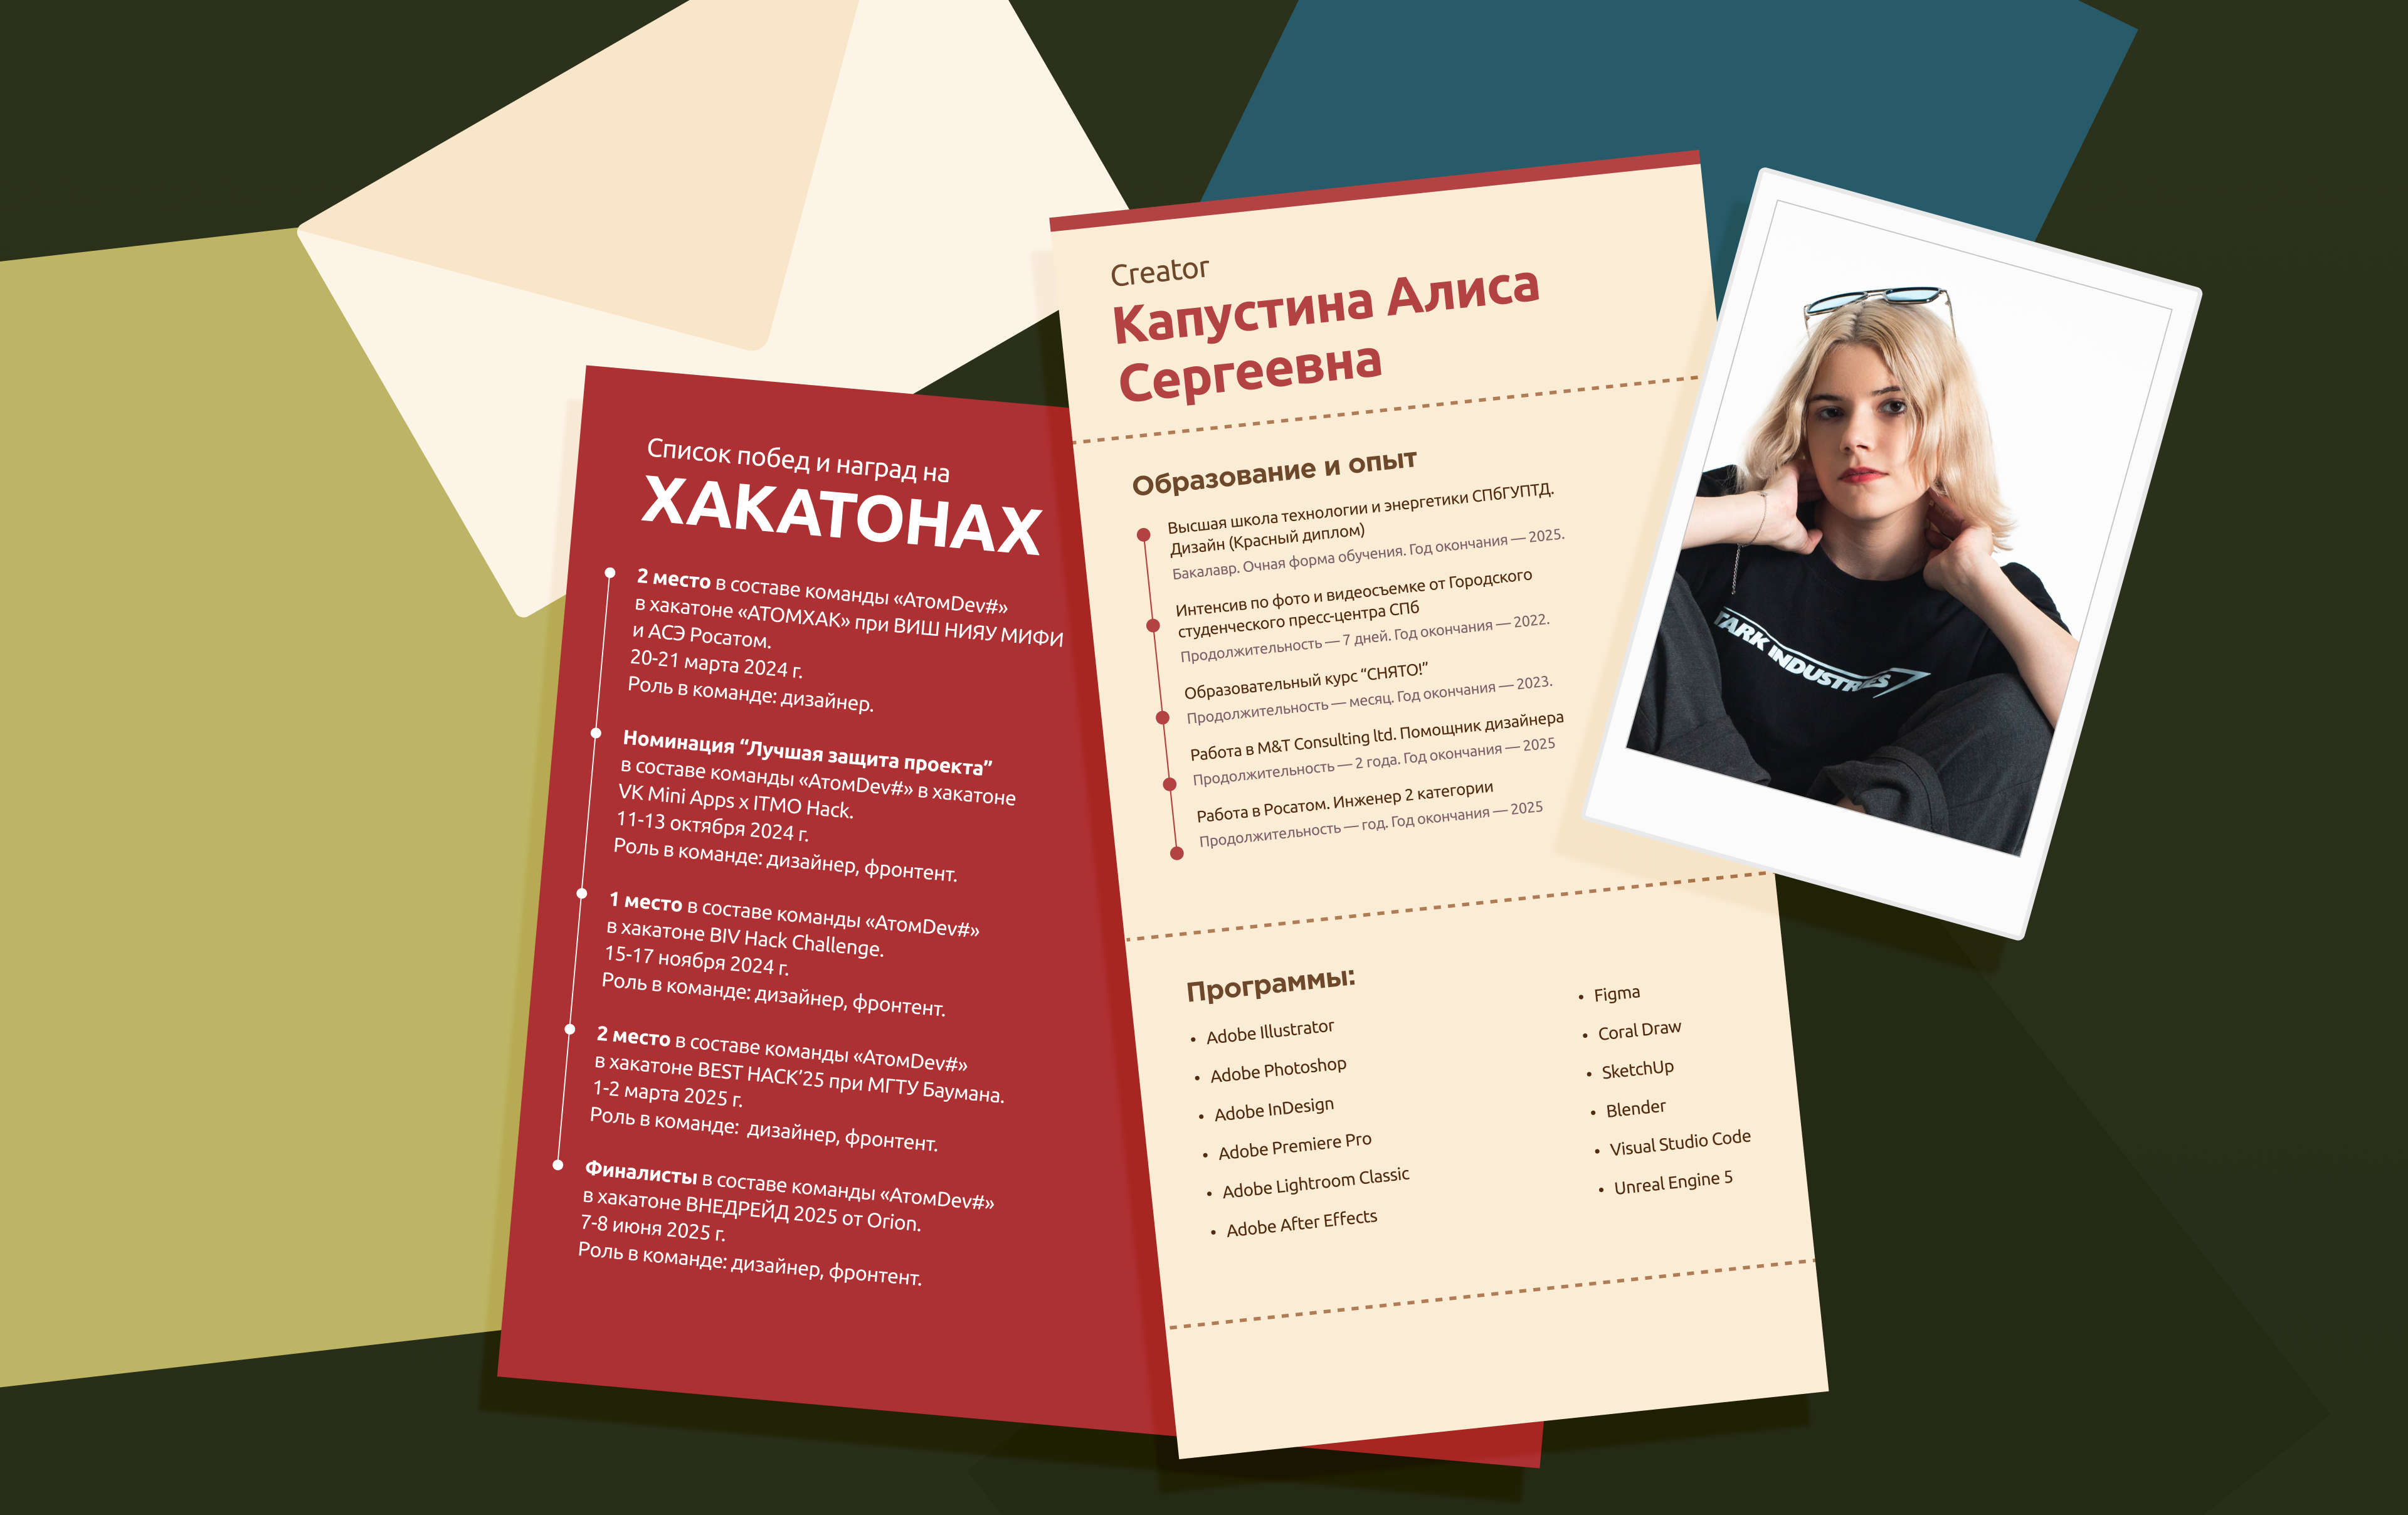 Список побед и наград на
ХАКАТОНАХ
2 место в составе команды «АтомDev#»
в хакатоне «АТОМХАК» при ВИШ НИЯУ МИФИ
и АСЭ Росатом.
20-21 марта 2024 г.
Роль в команде: дизайнер.
Номинация “Лучшая защита проекта”
в составе команды «АтомDev#» в хакатоне
VK Mini Apps x ITMO Hack.
11-13 октября 2024 г.
Роль в команде: дизайнер, фронтент.
1 место в составе команды «АтомDev#»
в хакатоне BIV Hack Challenge.
15-17 ноября 2024 г.
Роль в команде: дизайнер, фронтент.
2 место в составе команды «АтомDev#»
в хакатоне BEST HACK’25 при МГТУ Баумана.
1-2 марта 2025 г.
Роль в команде: дизайнер, фронтент.
Финалисты в составе команды «АтомDev#»
в хакатоне ВНЕДРЕЙД 2025 от Orion.
7-8 июня 2025 г.
Роль в команде: дизайнер, фронтент.
Creator
Капустина Алиса
Сергеевна
Образование и опыт
Высшая школа технологии и энергетики СПбГУПТД.
Дизайн (Красный диплом)
Бакалавр. Очная форма обучения. Год окончания — 2025.
Интенсив по фото и видеосъемке от Городского
студенческого пресс-центра СПб
Продолжительность — 7 дней. Год окончания — 2022.
Образовательный курс “СНЯТО!”
Продолжительность — месяц. Год окончания — 2023.
Работа в M&T Consulting ltd. Помощник дизайнера
Продолжительность — 2 года. Год окончания — 2025
Работа в Росатом. Инженер 2 категории
Продолжительность — год. Год окончания — 2025
Программы:
• Adobe Illustrator
• Adobe Photoshop
• Adobe InDesign
• Adobe Premiere Pro
• Adobe Lightroom Classic
• Adobe After Effects
• Figma
• Coral Draw
• SketchUp
• Blender
• Visual Studio Code
• Unreal Engine 5
TARK INDUSTRIES